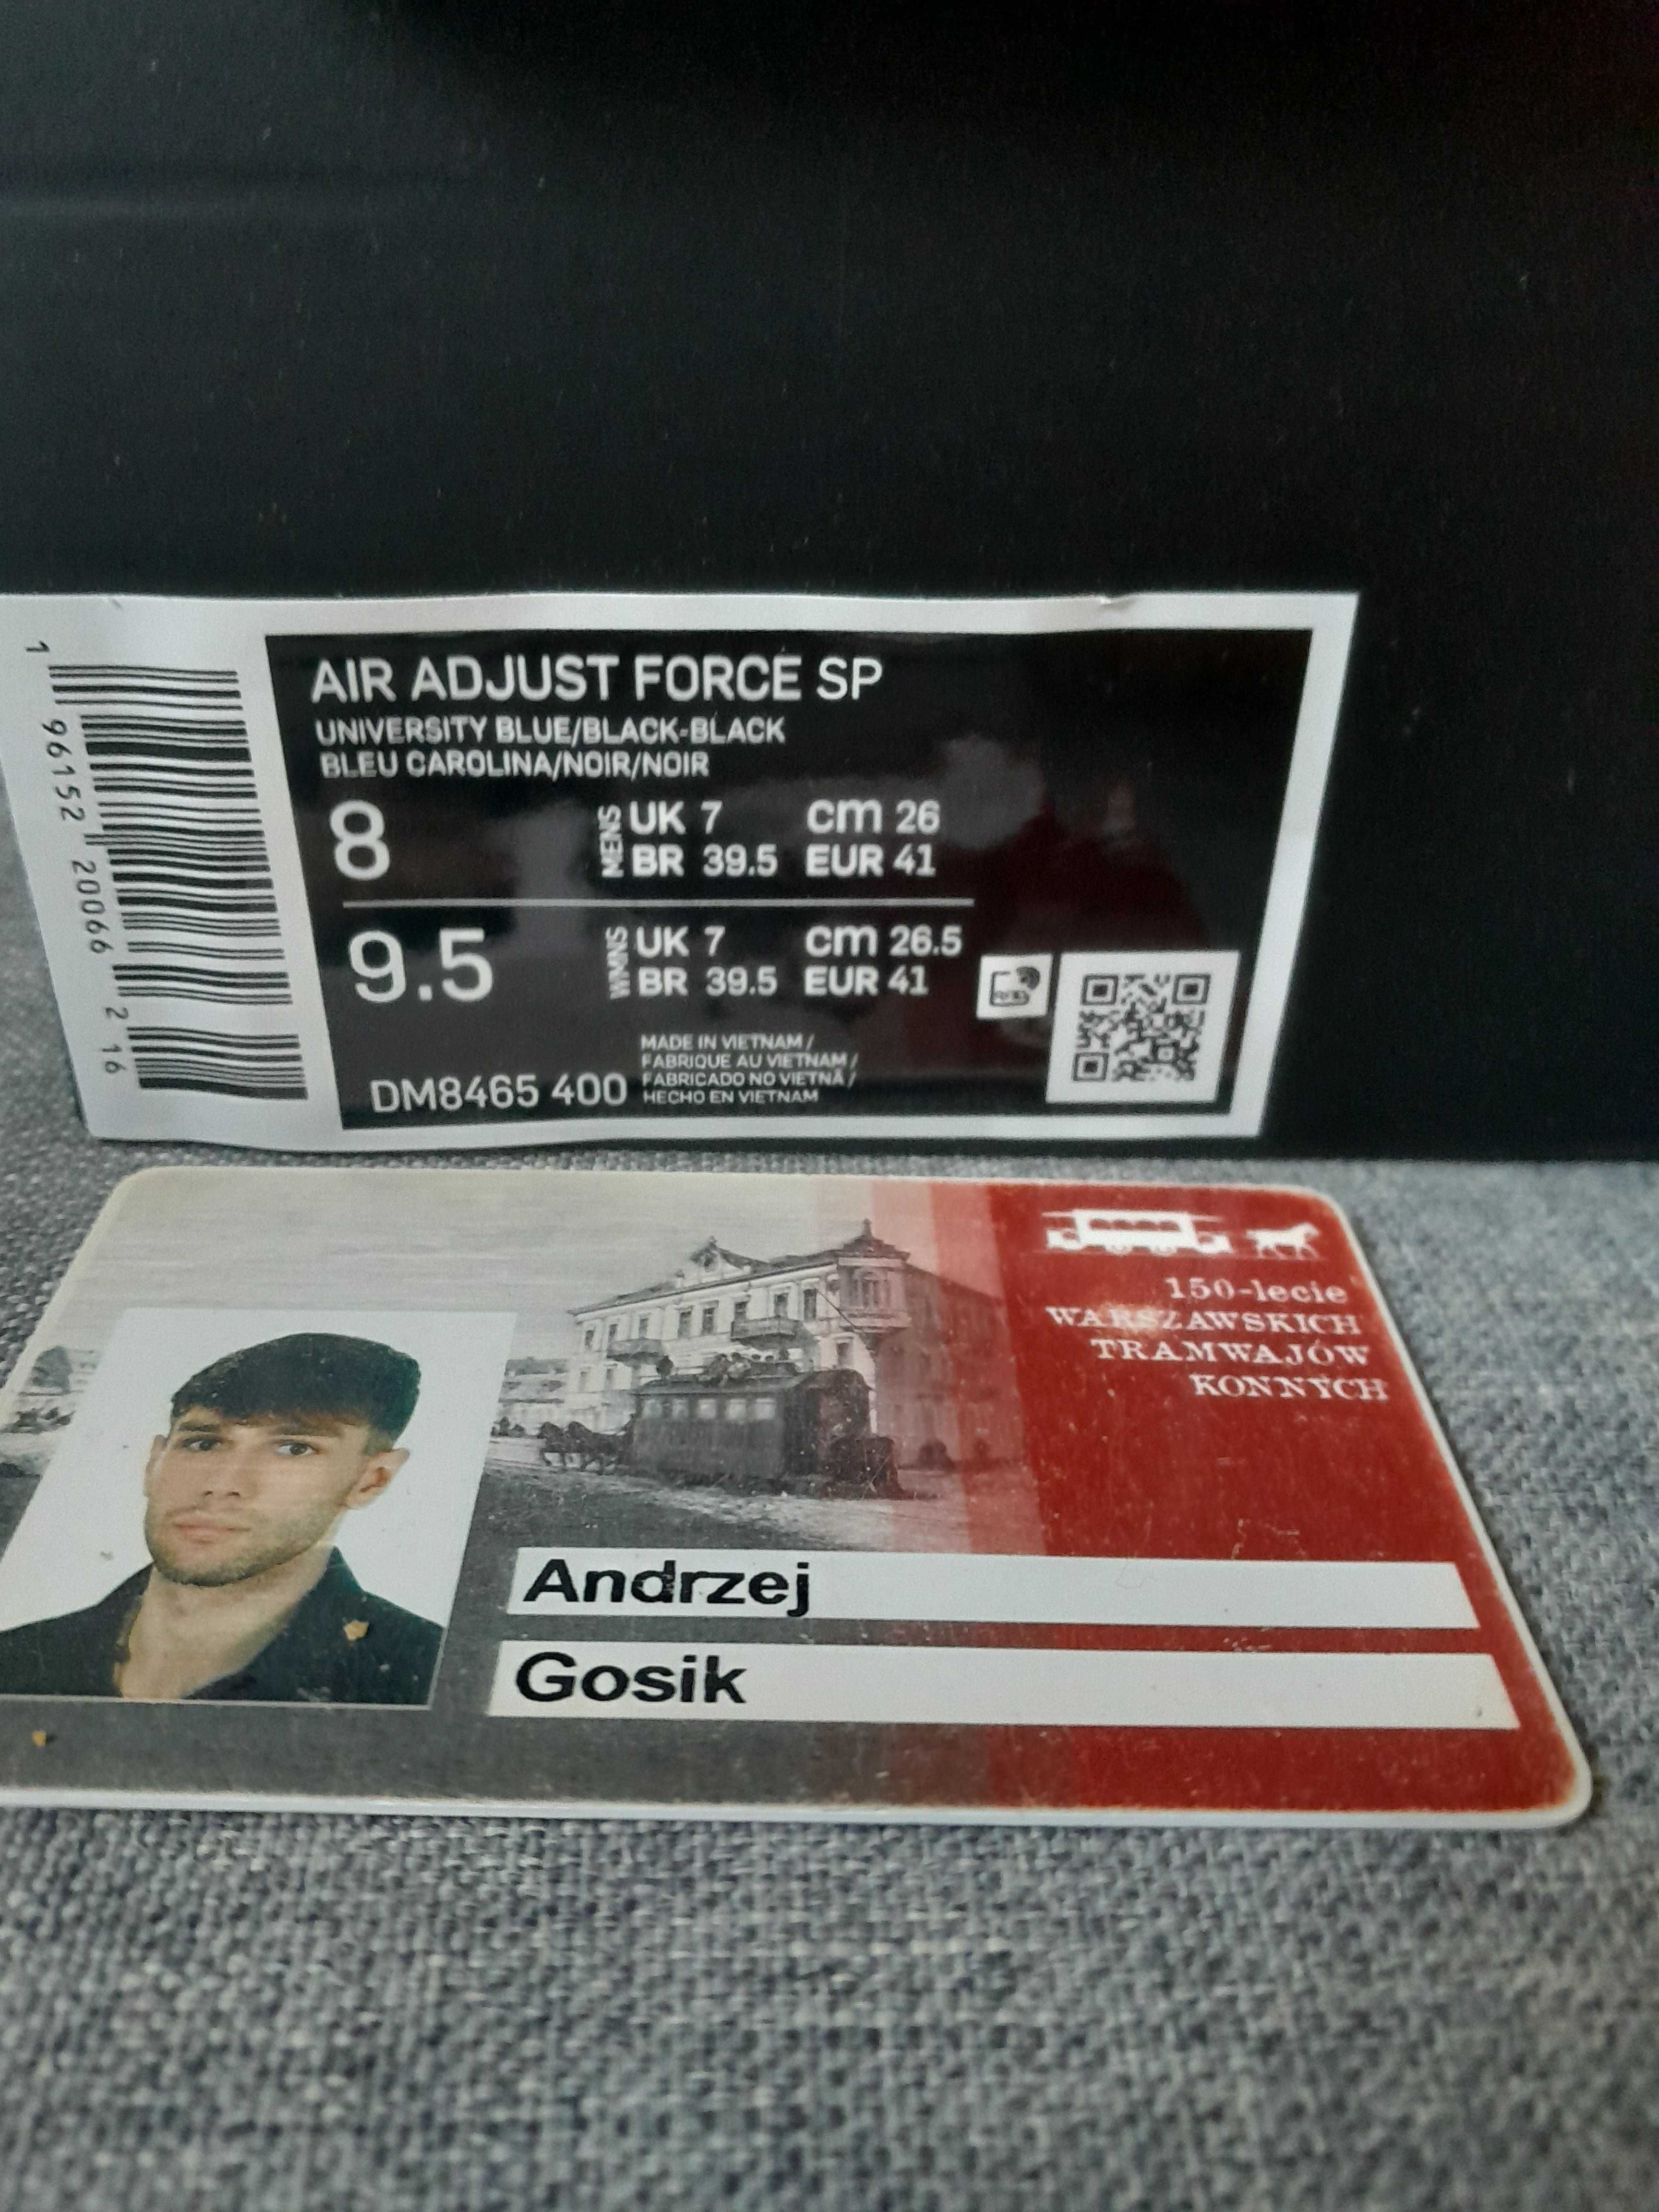 AIR ADJUST FORCE SP
UNIVERSITY BLUE/BLACK-BLACK
BLEU CAROLINA/NOIR/NOIR
8 MENS UK 7 cm 26
BR 39.5 EUR 41
9.5 WMNS UK 7 cm 26.5
BR 39.5 EUR 41
MADE IN VIETNAM /
FABRIQUE AU VIETNAM /
FABRICADO NO VIETNÃ /
HECHO EN VIETNAM
DM8465 400
1 96152 20066 2 16
150-lecie
WARSZAWSKICH
TRAMWAJÓW
KONNYCH
Andrzej
Gosik